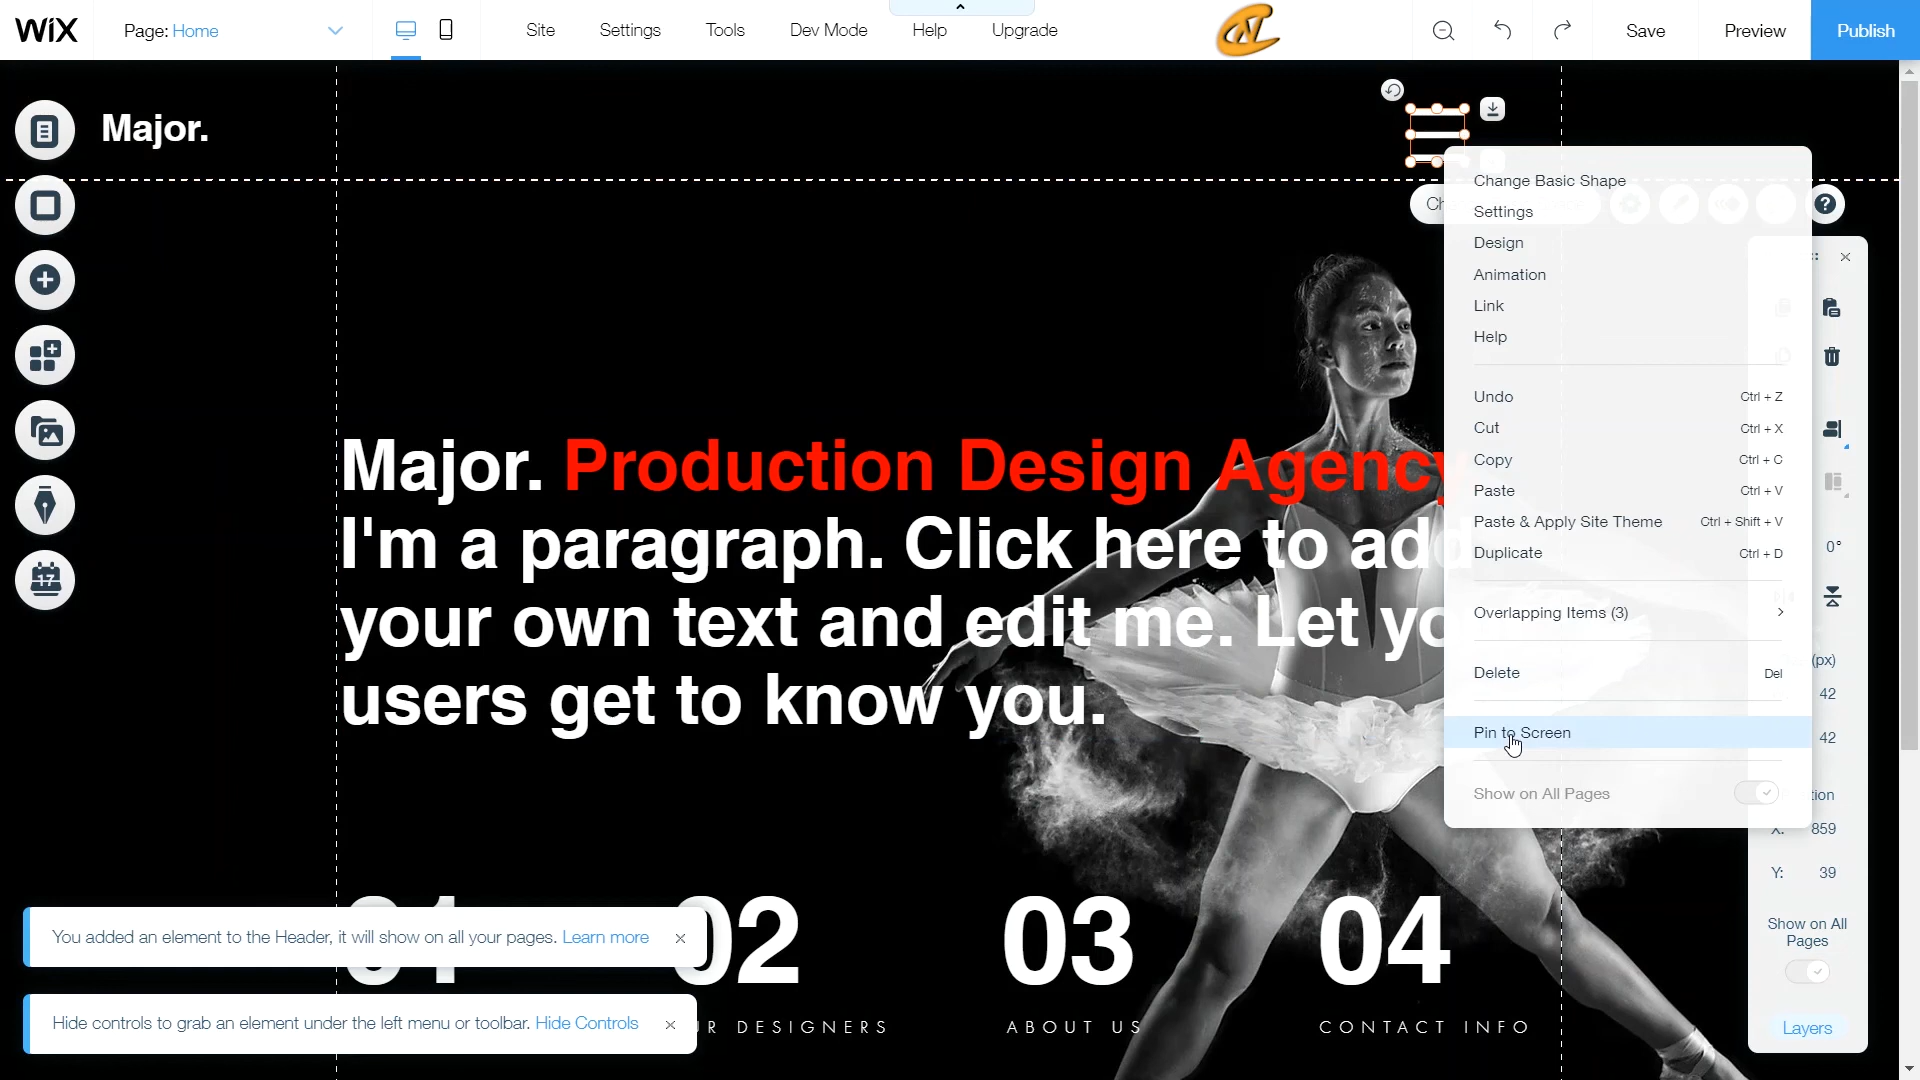 WIX
Page: Home
Site
Settings
Tools
Dev Mode
Help
Upgrade
Save
Preview
Publish
Major.
Change Basic Shape
Settings
Design
Animation
Link
Help
Undo Ctrl + Z
Cut Ctrl + X
Copy Ctrl + C
Paste Ctrl + V
Paste & Apply Site Theme Ctrl + Shift + V
Duplicate Ctrl + D
Overlapping Items (3)
Delete Del
Pin to Screen
Show on All Pages
0°
(px)
42
42
X: 859
Y: 39
Show on All
Pages
Layers
Major. Production Design Agency
I'm a paragraph. Click here to add
your own text and edit me. Let yo
users get to know you.
01
02
03
04
DESIGNERS
ABOUT US
CONTACT INFO
You added an element to the Header, it will show on all your pages. Learn more
Hide controls to grab an element under the left menu or toolbar. Hide Controls
17